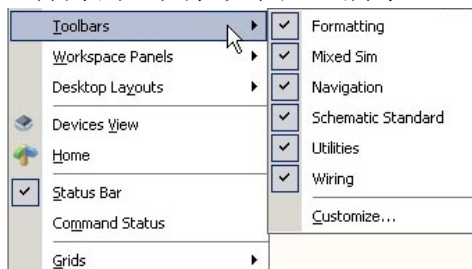 Toolbars
Workspace Panels
Desktop Layouts
Devices View
Home
Status Bar
Command Status
Grids
Formatting
Mixed Sim
Navigation
Schematic Standard
Utilities
Wiring
Customize...